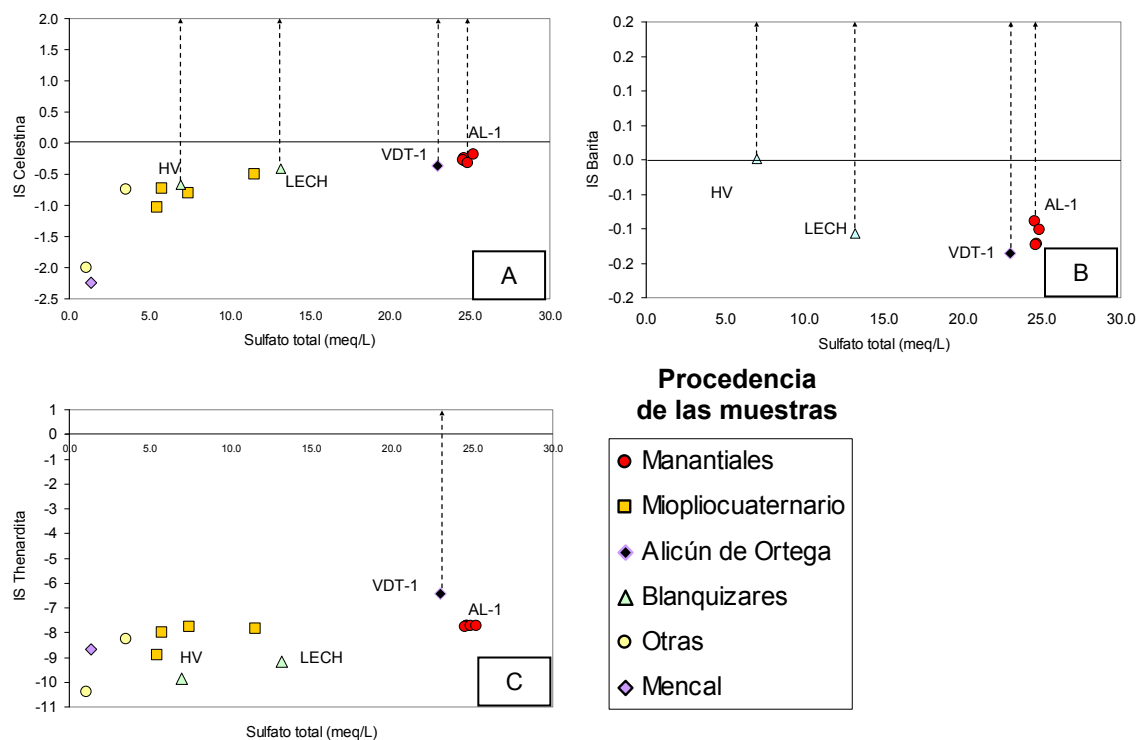 2.0
1.5
1.0
0.5
0.0
-0.5
-1.0
-1.5
-2.0
-2.5
IS Celestina
0.0 5.0 10.0 15.0 20.0 25.0 30.0
Sulfato total (meq/L)
HV
LECH
VDT-1
AL-1
A
0.2
0.2
0.1
0.1
0.0
-0.1
-0.1
-0.2
-0.2
IS Barita
0.0 5.0 10.0 15.0 20.0 25.0 30.0
Sulfato total (meq/L)
HV
LECH
VDT-1
AL-1
B
1
0
-1
-2
-3
-4
-5
-6
-7
-8
-9
-10
-11
IS Thenardita
0.0 5.0 10.0 15.0 20.0 25.0 30.0
Sulfato total (meq/L)
VDT-1
AL-1
HV
LECH
C
Procedencia
de las muestras
Manantiales
Miopliocuaternario
Alicún de Ortega
Blanquizares
Otras
Mencal